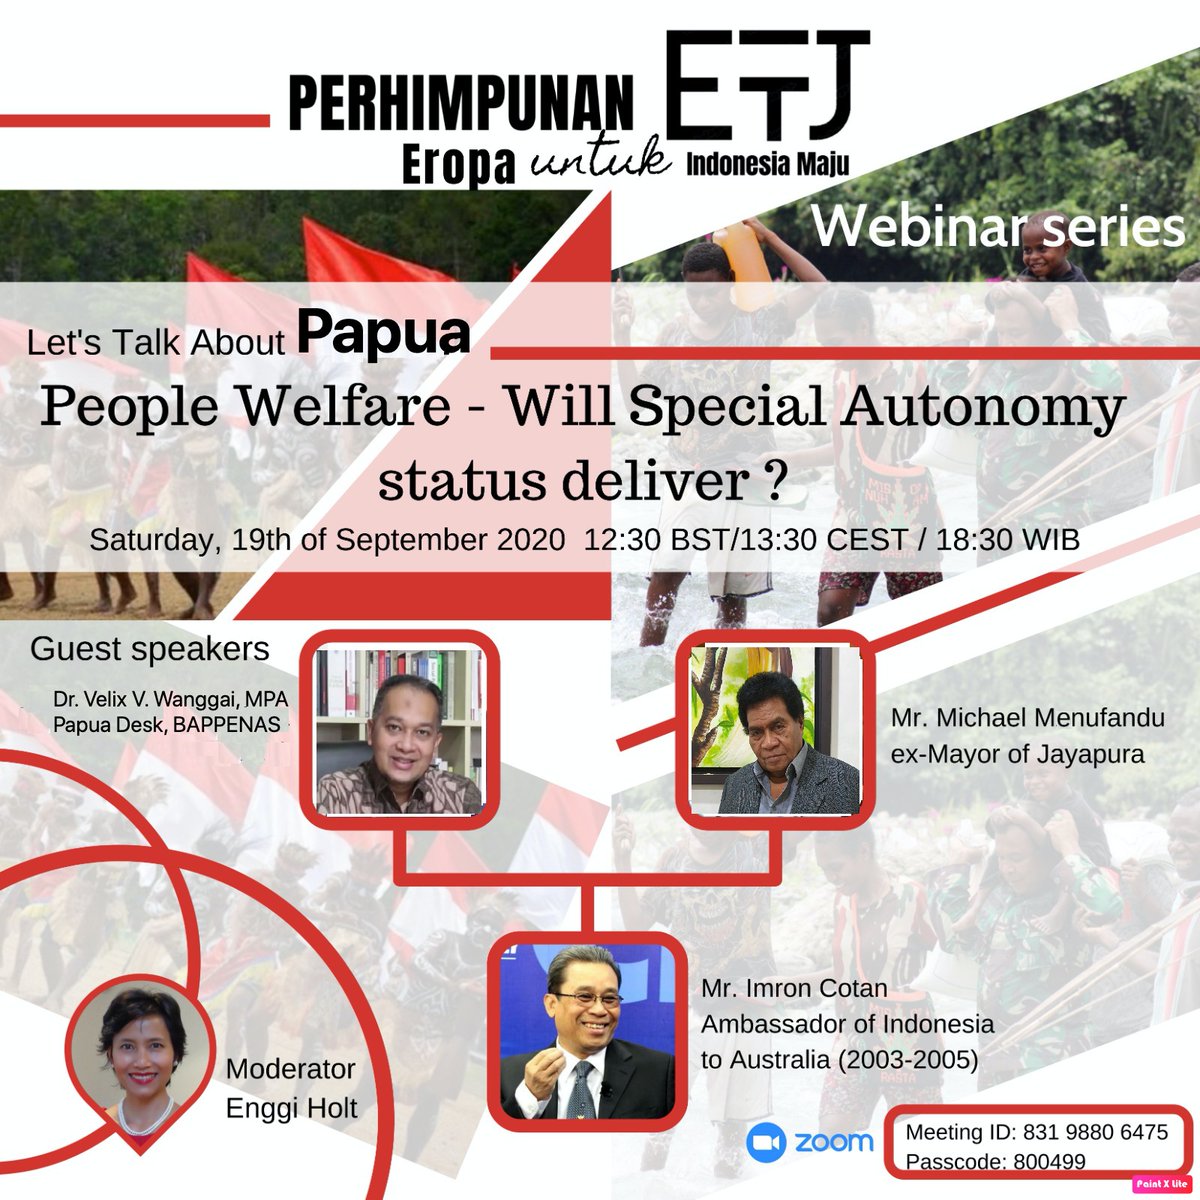 PERHIMPUNAN ETJ
Eropa untuk Indonesia Maju
Webinar series
Let's Talk About Papua
People Welfare - Will Special Autonomy
status deliver ?
Saturday, 19th of September 2020 12:30 BST/13:30 CEST / 18:30 WIB
Guest speakers
Dr. Velix V. Wanggai, MPA
Papua Desk, BAPPENAS
Mr. Michael Menufandu
ex-Mayor of Jayapura
Mr. Imron Cotan
Ambassador of Indonesia
to Australia (2003-2005)
Moderator
Enggi Holt
zoom
Meeting ID: 831 9880 6475
Passcode: 800499
Paint X Lite